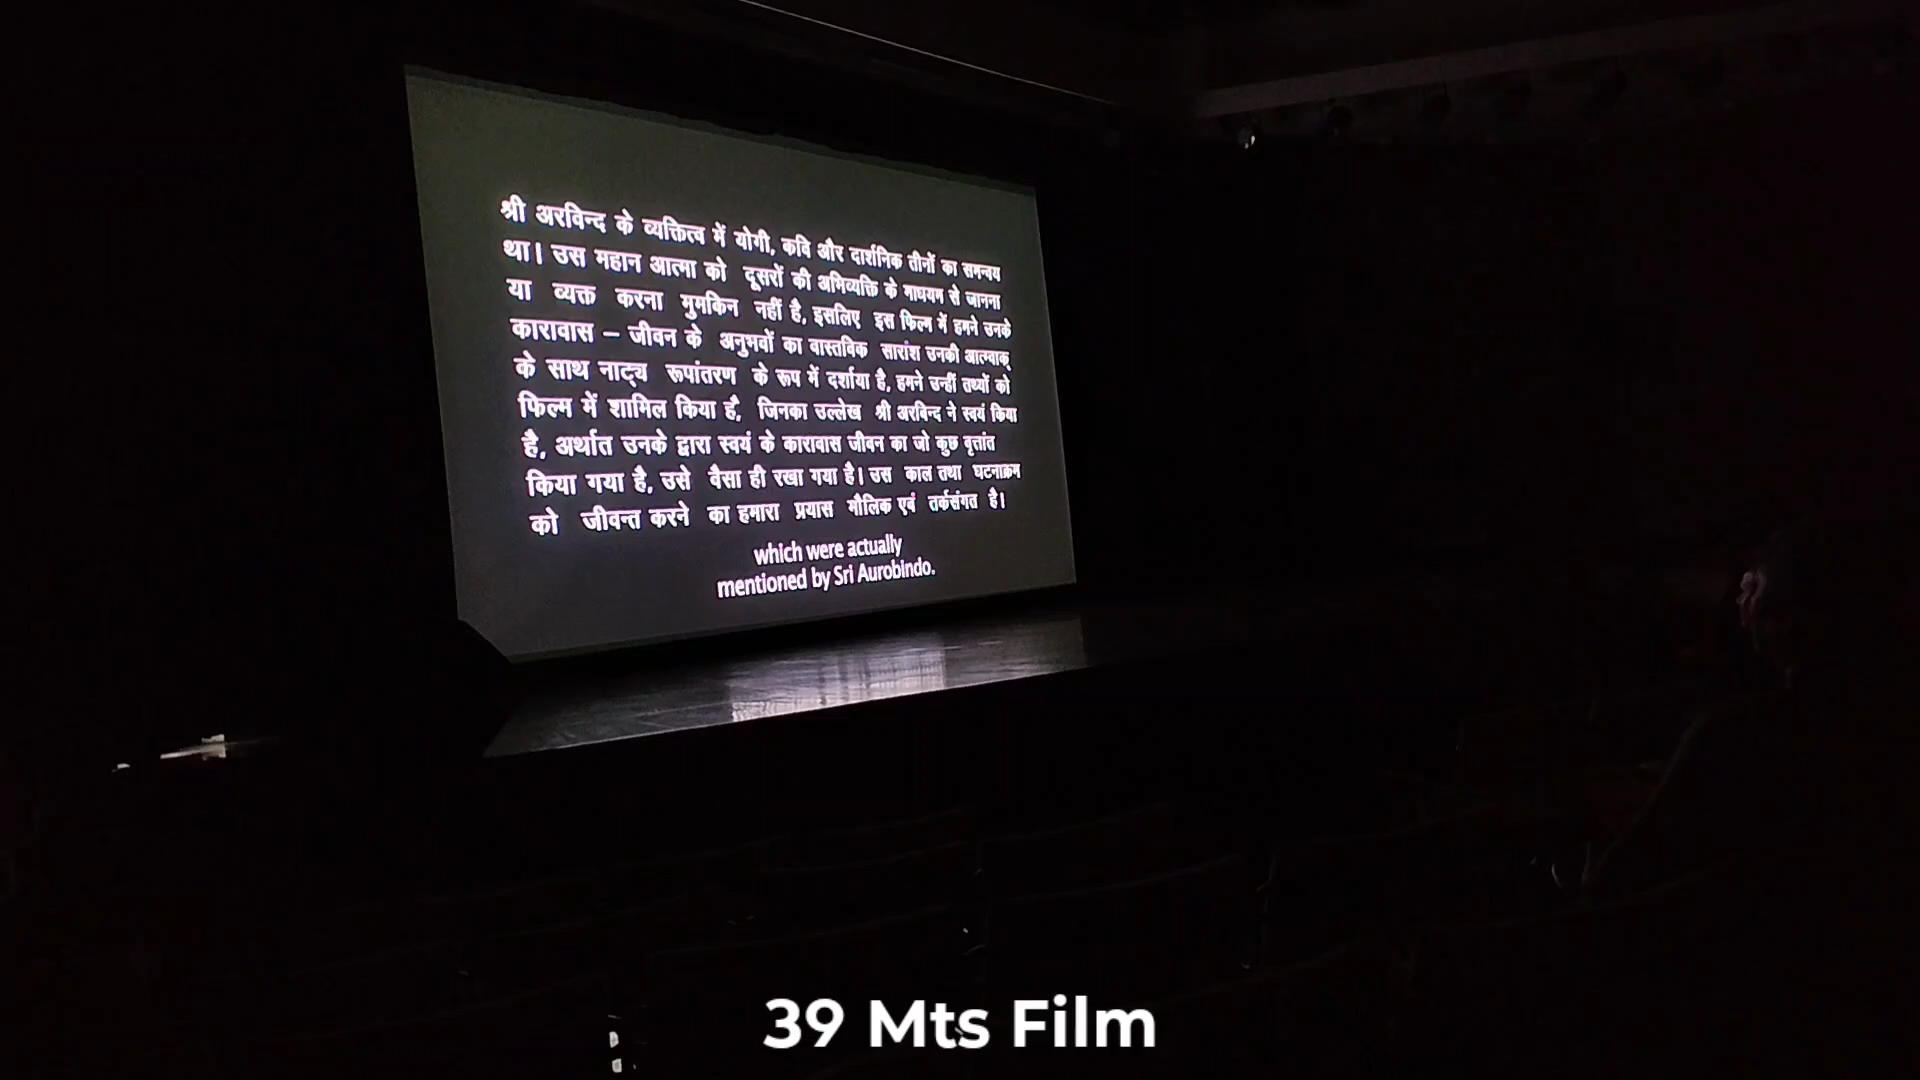 श्री अरविन्द के व्यक्तित्व में योगी, कवि और दार्शनिक तीनों का समन्वय
था। उस महान आत्मा को दूसरों की अभिव्यक्ति के माघयम से जानना
या व्यक्त करना मुमकिन नहीं है, इसलिए इस फिल्म में हमने उनके
कारावास – जीवन के अनुभवों का वास्तविक सारांश उनकी आत्मवाक्
के साथ नाट्य रूपांतरण के रूप में दर्शाया है, हमने उन्हीं तथ्यों को
फिल्म में शामिल किया है, जिनका उल्लेख श्री अरबिन्द ने स्वयं किया
है, अर्थात उनके द्वारा स्वयं के कारावास जीवन का जो कुछ वृत्तांत
किया गया है, उसे वैसा ही रखा गया है। उस काल तथा घटनाक्रम
को जीवन्त करने का हमारा प्रयास मौलिक एवं तर्कसंगत है।
which were actually
mentioned by Sri Aurobindo.
39 Mts Film